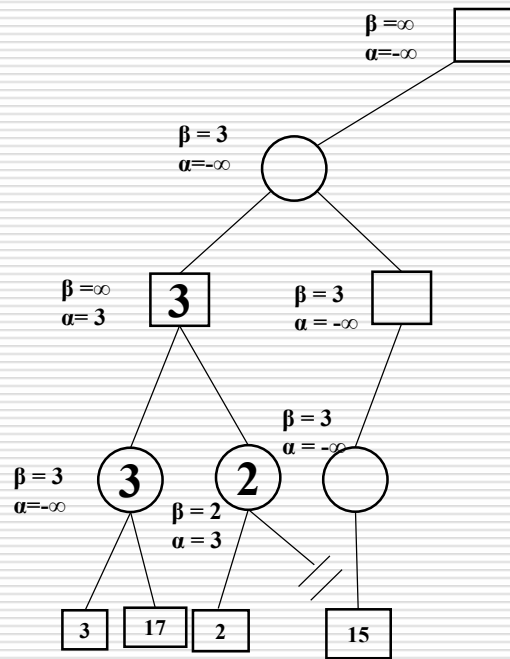 β =∞
α=-∞
β = 3
α=-∞
β =∞
α= 3
3
β = 3
α = -∞
β = 3
α = -∞
β = 3
α=-∞
3
2
β = 2
α = 3
3
17
2
15